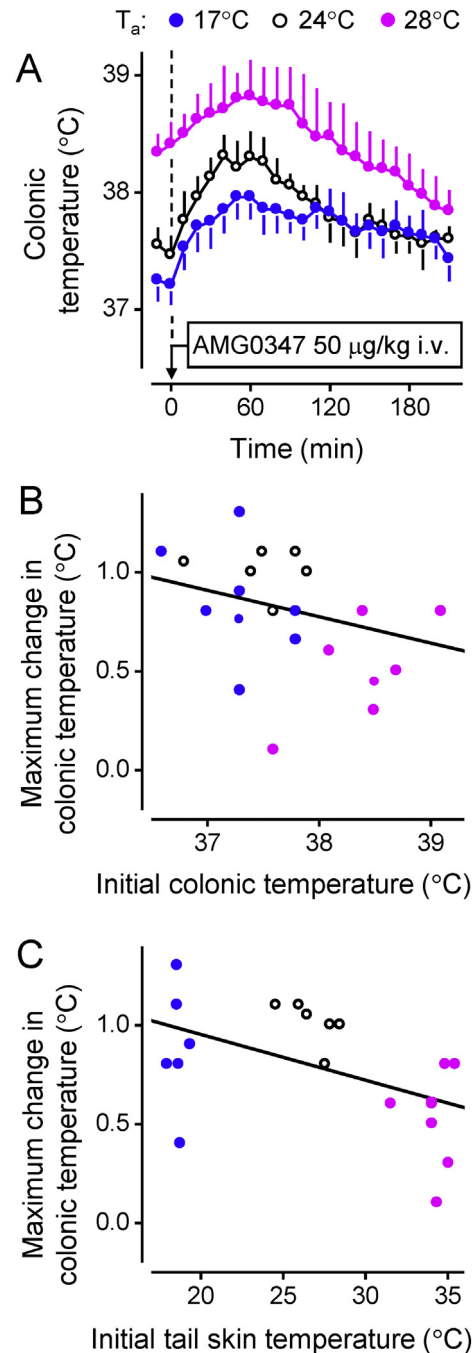 Ta: 17°C 24°C 28°C
A
39
38
37
Colonic
temperature (°C)
AMG0347 50 μg/kg i.v.
0 60 120 180
Time (min)
B
1.0
0.5
0.0
Maximum change in
colonic temperature (°C)
37 38 39
Initial colonic temperature (°C)
C
1.0
0.5
0.0
Maximum change in
colonic temperature (°C)
20 25 30 35
Initial tail skin temperature (°C)